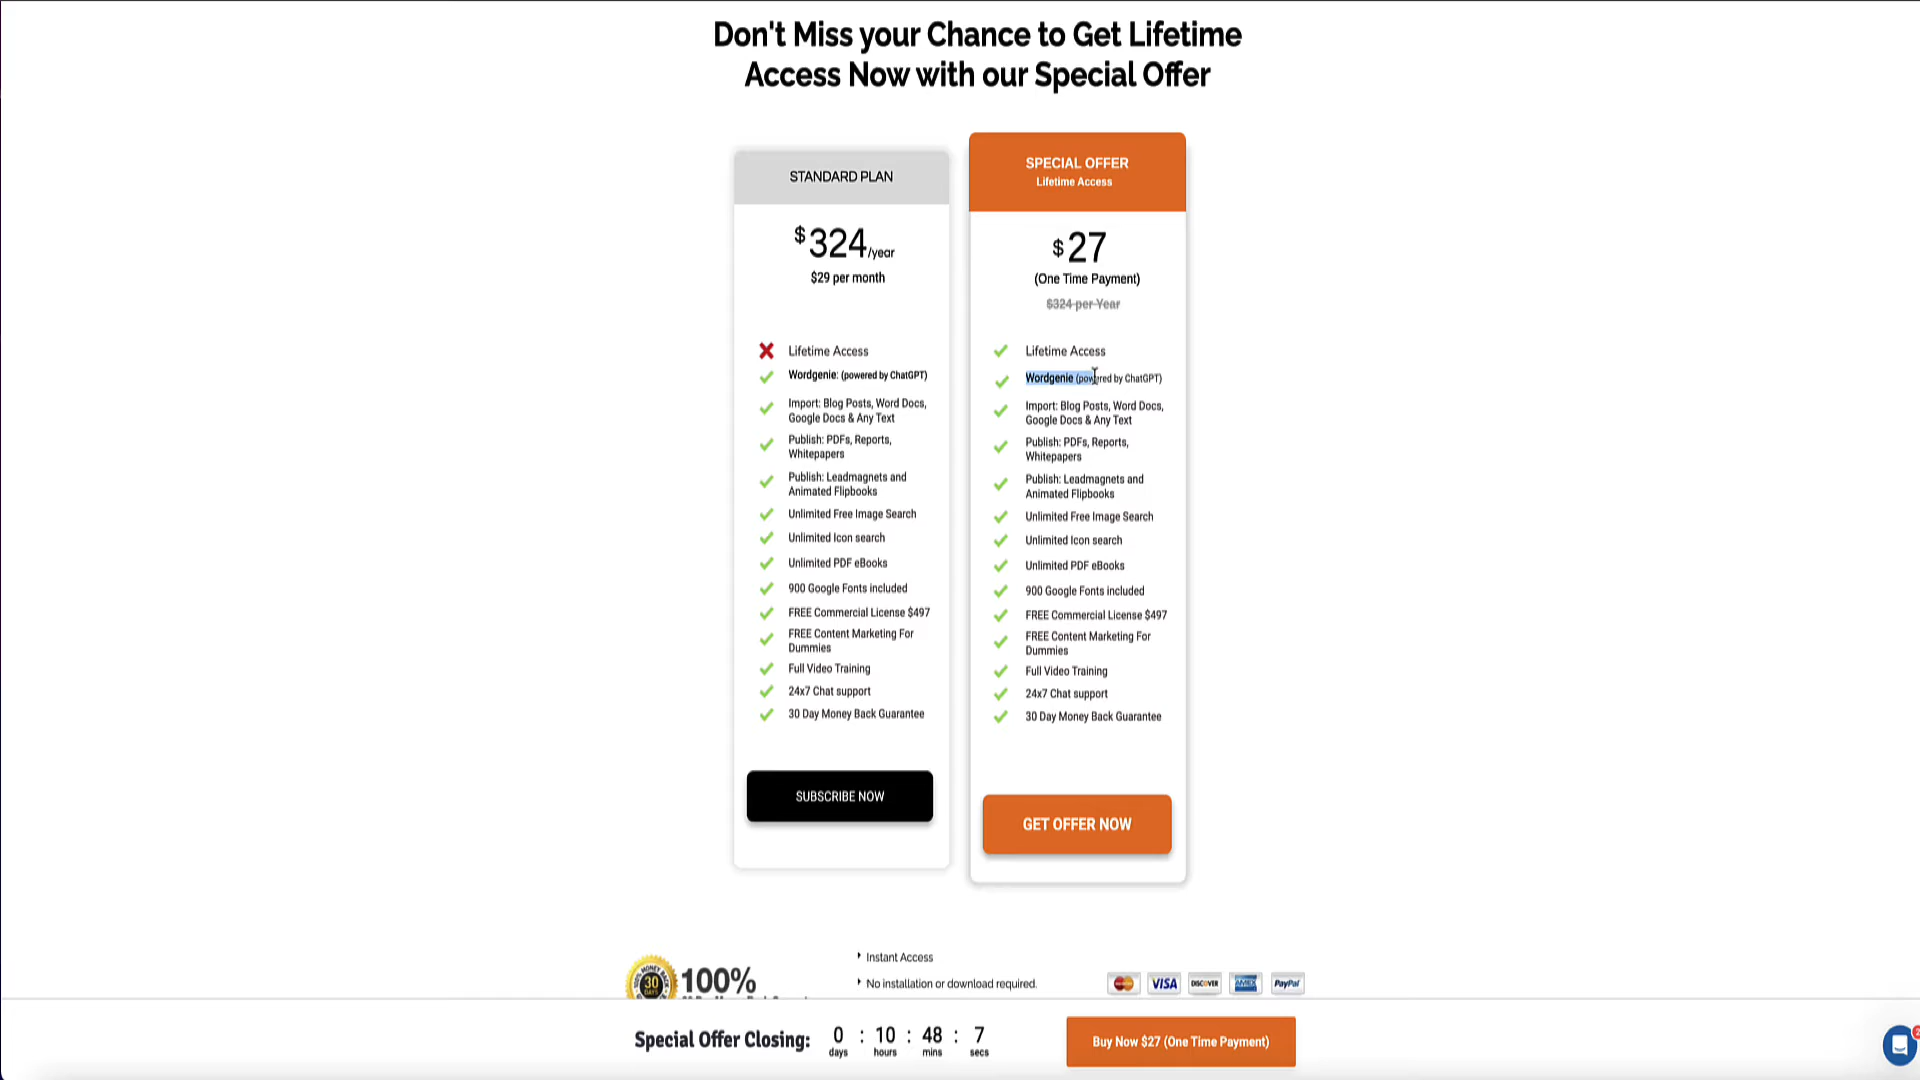 Don't Miss your Chance to Get Lifetime
Access Now with our Special Offer
STANDARD PLAN
$324/year
$29 per month
Lifetime Access
Wordgenie: (powered by ChatGPT)
Import: Blog Posts, Word Docs,
Google Docs & Any Text
Publish: PDFs, Reports,
Whitepapers
Publish: Leadmagnets and
Animated Flipbooks
Unlimited Free Image Search
Unlimited Icon search
Unlimited PDF eBooks
900 Google Fonts included
FREE Commercial License $497
FREE Content Marketing For
Dummies
Full Video Training
24x7 Chat support
30 Day Money Back Guarantee
SUBSCRIBE NOW
SPECIAL OFFER
Lifetime Access
$27
(One Time Payment)
$324 per Year
Lifetime Access
Wordgenie (powered by ChatGPT)
Import: Blog Posts, Word Docs,
Google Docs & Any Text
Publish: PDFs, Reports,
Whitepapers
Publish: Leadmagnets and
Animated Flipbooks
Unlimited Free Image Search
Unlimited Icon search
Unlimited PDF eBooks
900 Google Fonts included
FREE Commercial License $497
FREE Content Marketing For
Dummies
Full Video Training
24x7 Chat support
30 Day Money Back Guarantee
GET OFFER NOW
30
DAYS
100%
Instant Access
No installation or download required.
VISA
DISCOVER
AMEX
PayPal
Special Offer Closing:
0 : 10 : 48 : 7
days hours mins secs
Buy Now $27 (One Time Payment)